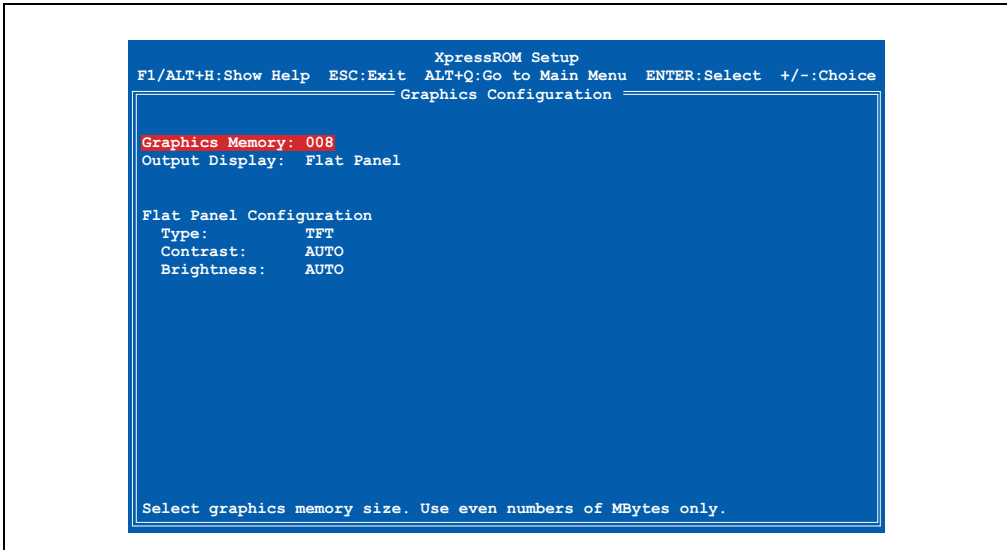 XpressROM Setup
F1/ALT+H:Show Help ESC:Exit ALT+Q:Go to Main Menu ENTER:Select +/-:Choice
Graphics Configuration
Graphics Memory: 008
Output Display: Flat Panel
Flat Panel Configuration
Type: TFT
Contrast: AUTO
Brightness: AUTO
Select graphics memory size. Use even numbers of MBytes only.